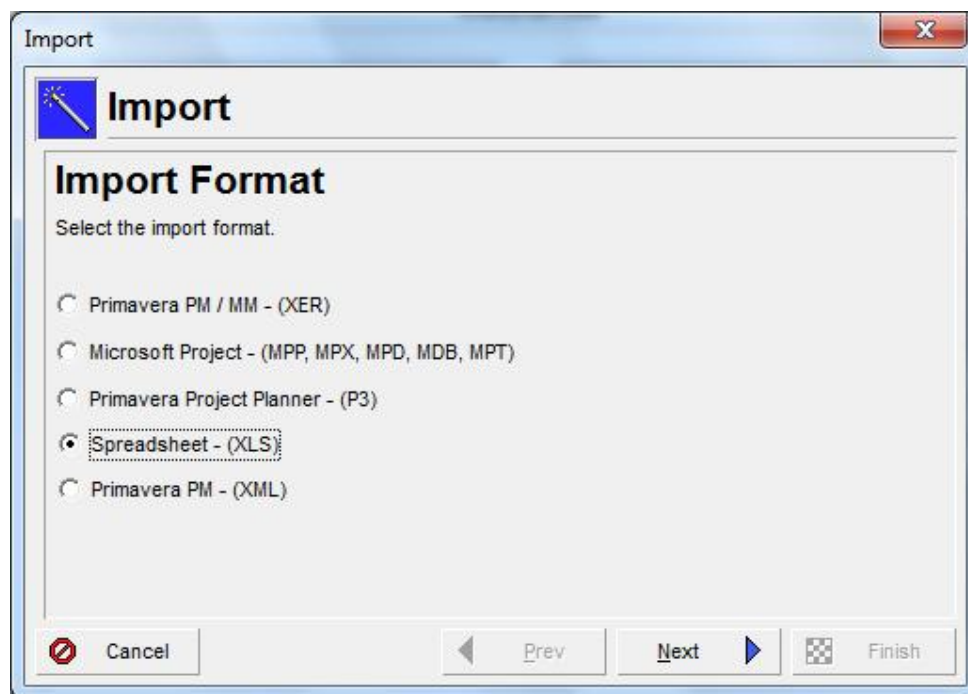 Import
Import
Import Format
Select the import format.
Primavera PM / MM - (XER)
Microsoft Project - (MPP, MPX, MPD, MDB, MPT)
Primavera Project Planner - (P3)
Spreadsheet - (XLS)
Primavera PM - (XML)
Cancel Prev Next Finish